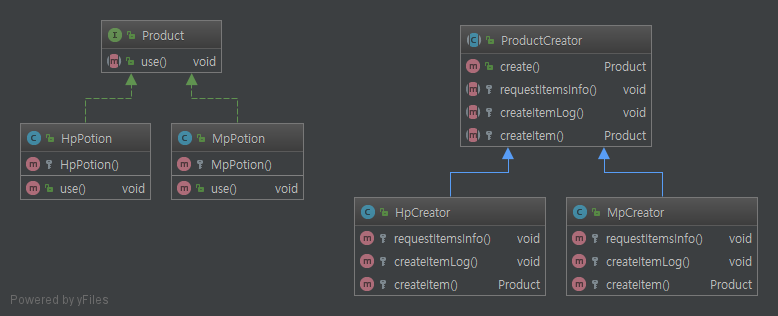 Product
use() void
HpPotion
HpPotion()
use() void
MpPotion
MpPotion()
use() void
ProductCreator
create() Product
requestItemsInfo() void
createItemLog() void
createItem() Product
HpCreator
requestItemsInfo() void
createItemLog() void
createItem() Product
MpCreator
requestItemsInfo() void
createItemLog() void
createItem() Product
Powered by yFiles